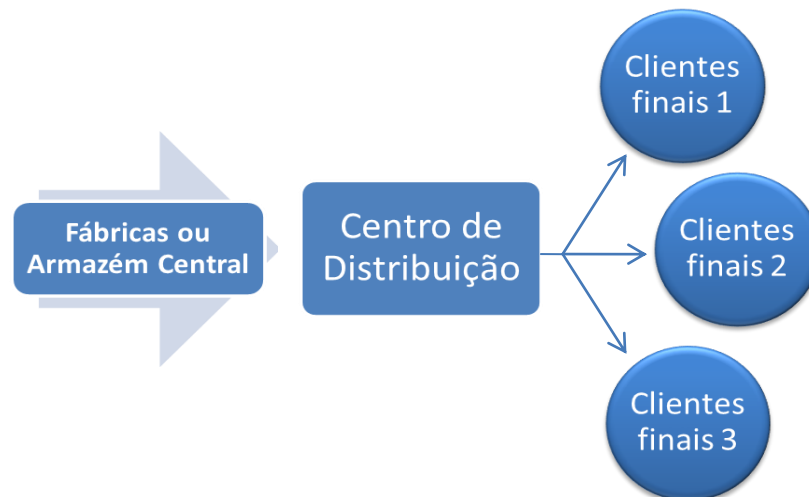 Fábricas ou
Armazém Central
Centro de
Distribuição
Clientes
finais 1
Clientes
finais 2
Clientes
finais 3